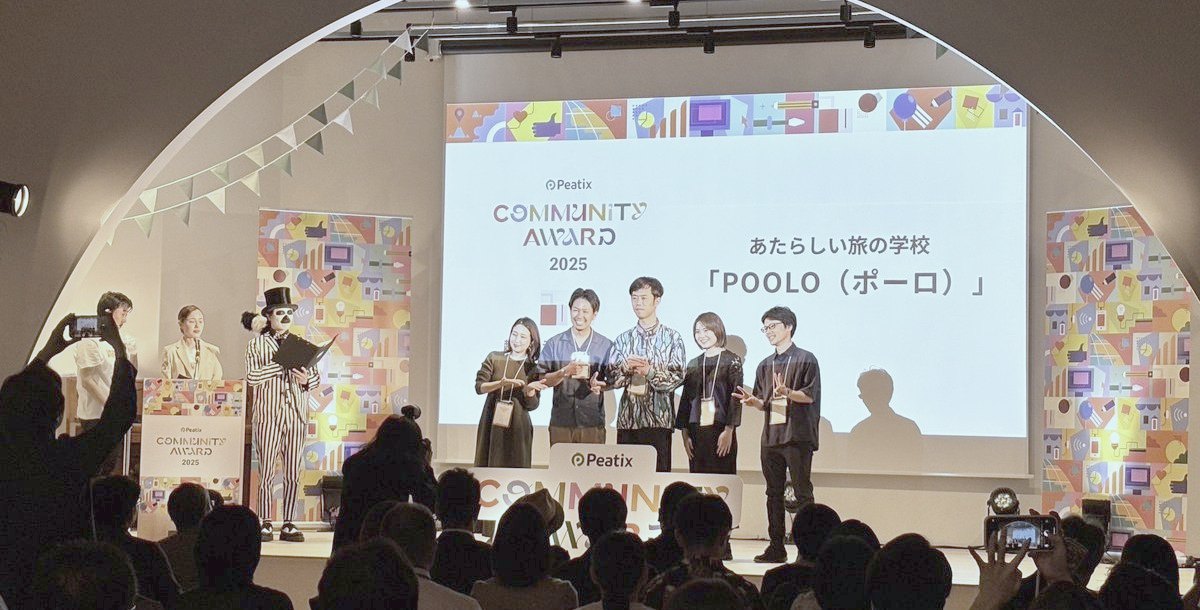 Peatix
COMMUNITY
AWARD
2025
あたらしい旅の学校
「POOLO（ポーロ）」
Peatix
COMMUNITY
AWARD
2025
Peatix
COMMUN